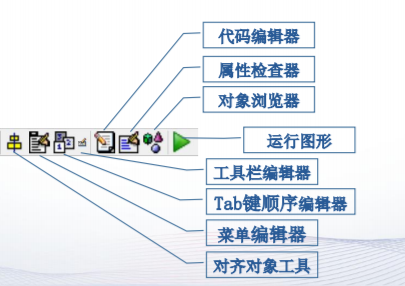 代码编辑器
属性检查器
对象浏览器
运行图形
工具栏编辑器
Tab键顺序编辑器
菜单编辑器
对齐对象工具